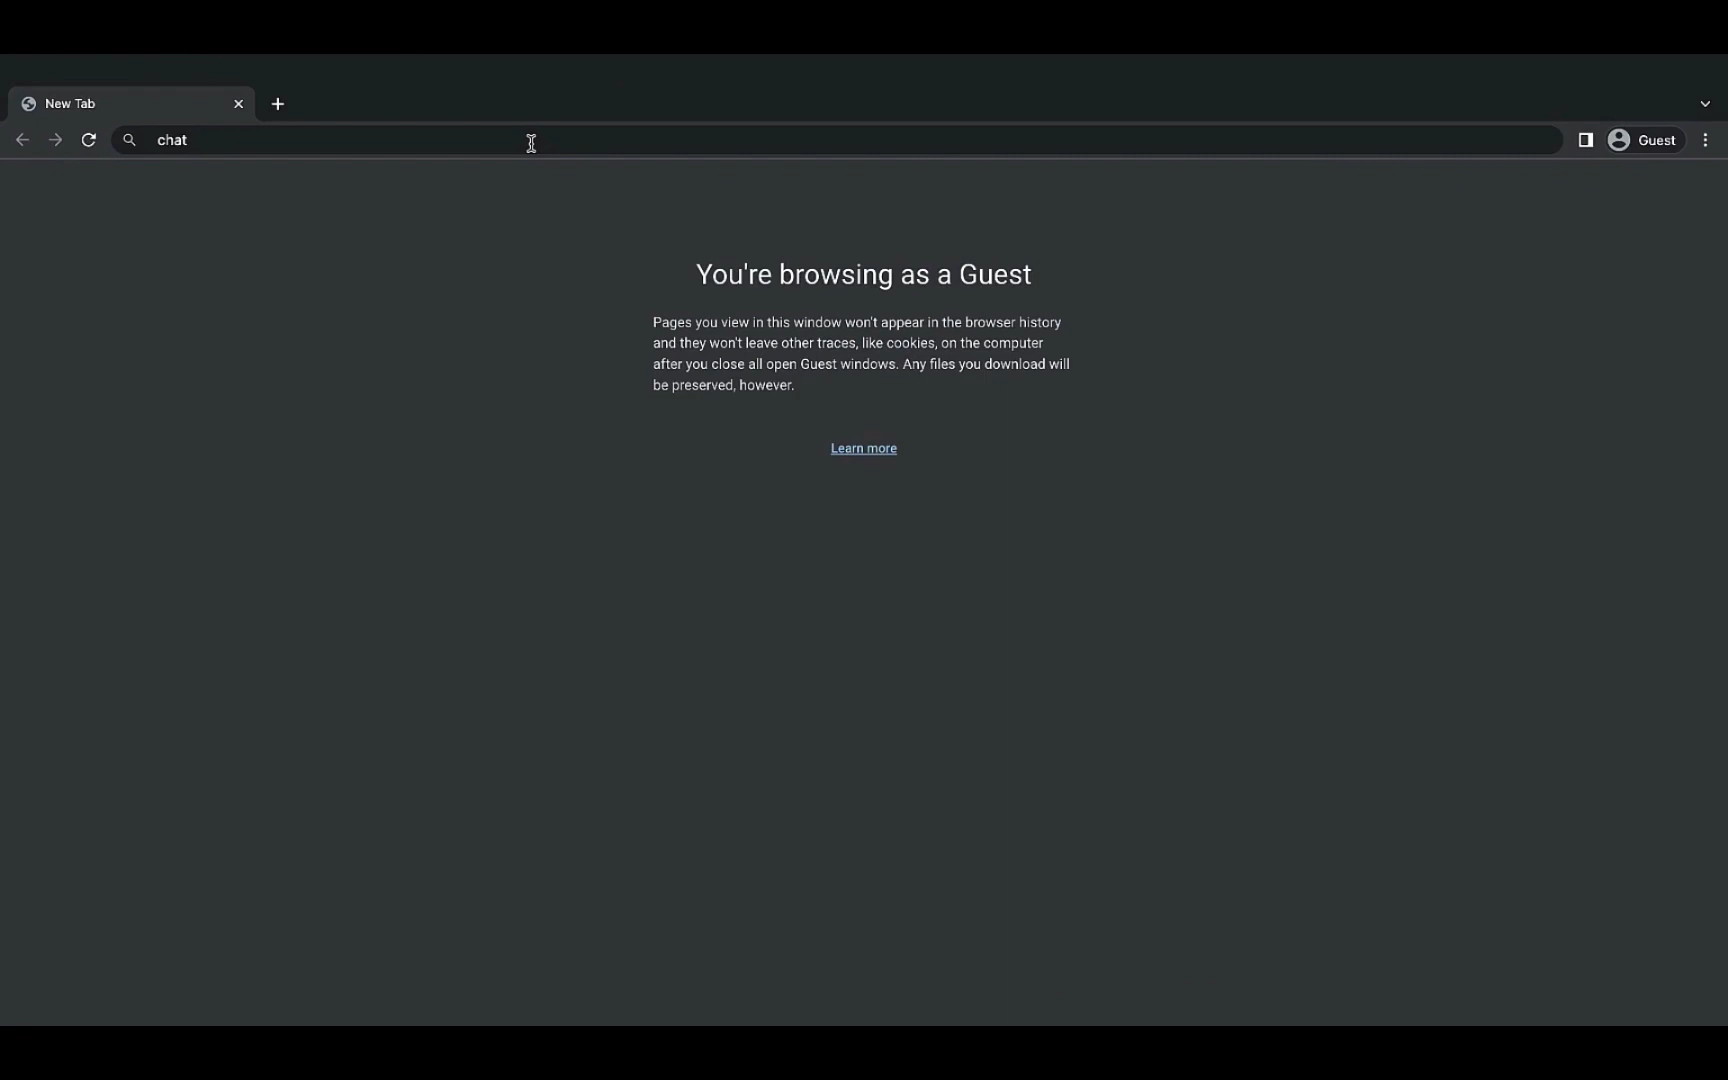 New Tab
chat
Guest
You're browsing as a Guest
Pages you view in this window won't appear in the browser history
and they won't leave other traces, like cookies, on the computer
after you close all open Guest windows. Any files you download will
be preserved, however.
Learn more